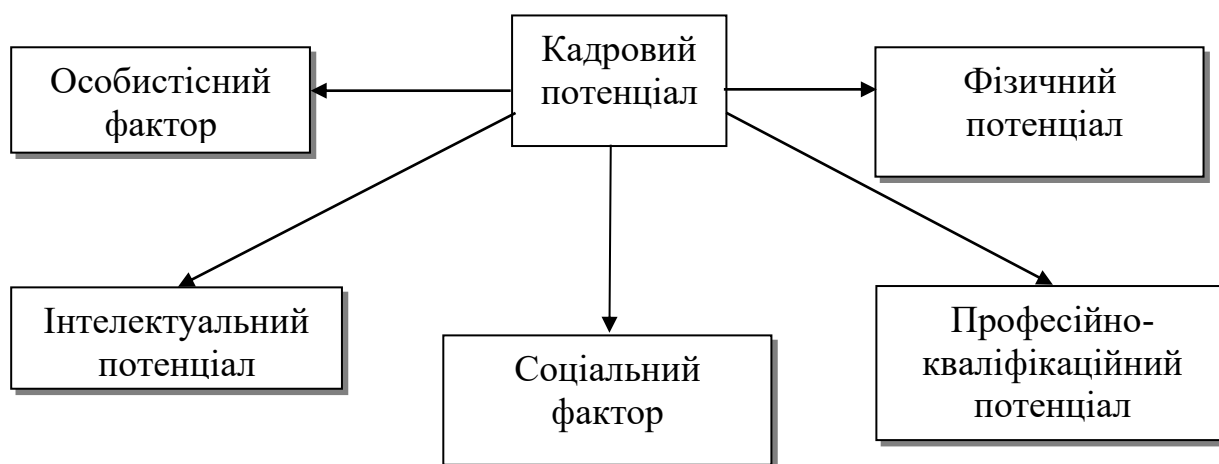 Кадровий
потенціал
Особистісний
фактор
Фізичний
потенціал
Інтелектуальний
потенціал
Соціальний
фактор
Професійно-
кваліфікаційний
потенціал